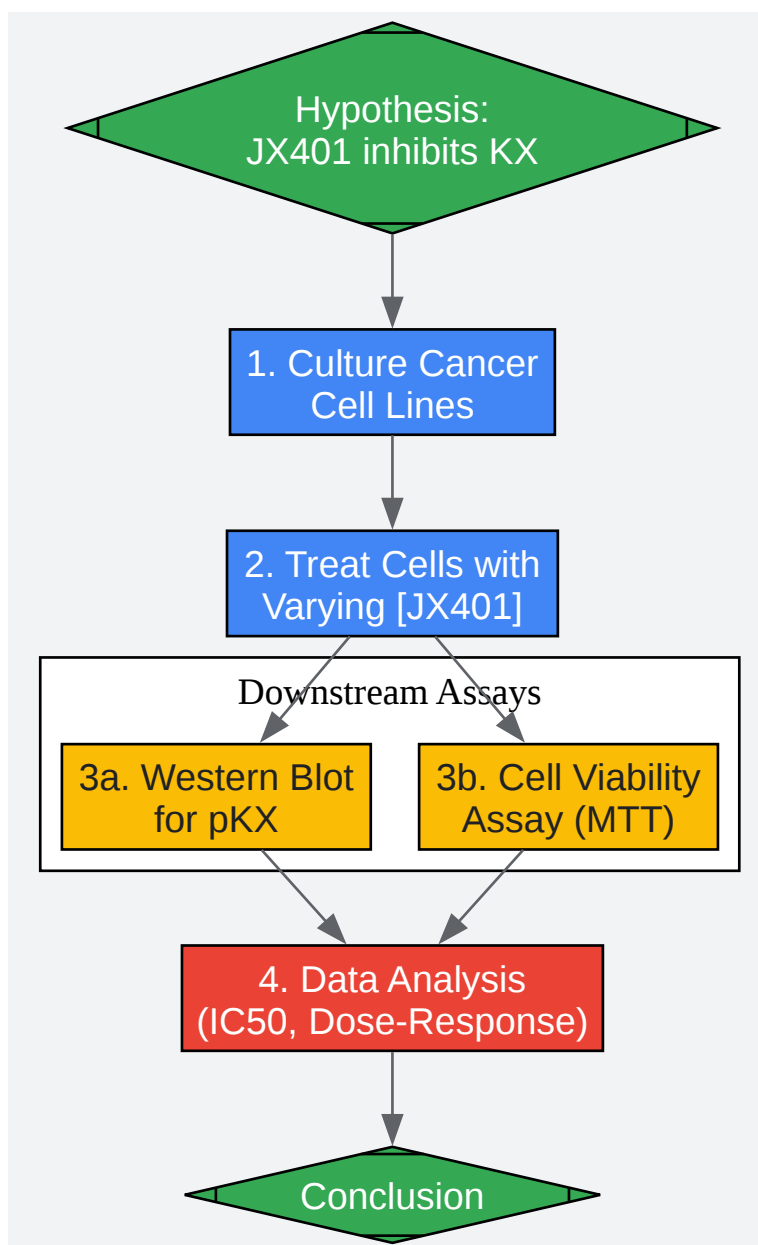 Hypothesis:
JX401 inhibits KX
1. Culture Cancer
Cell Lines
2. Treat Cells with
Varying [JX401]
Downstream Assays
3a. Western Blot
for pKX
3b. Cell Viability
Assay (MTT)
4. Data Analysis
(IC50, Dose-Response)
Conclusion